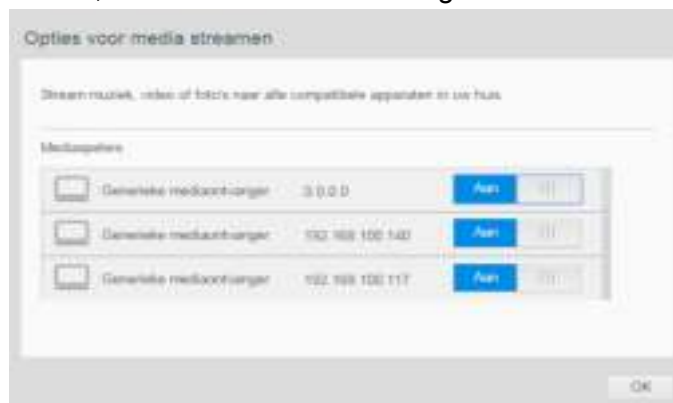 Opties voor media streamen
Stream muziek, video of foto's naar alle compatibele apparaten in uw huis.
Mediaspelers
Generieke mediaontvanger 0.0.0.0 Aan
Generieke mediaontvanger 192.168.100.140 Aan
Generieke mediaontvanger 192.168.100.117 Aan
OK